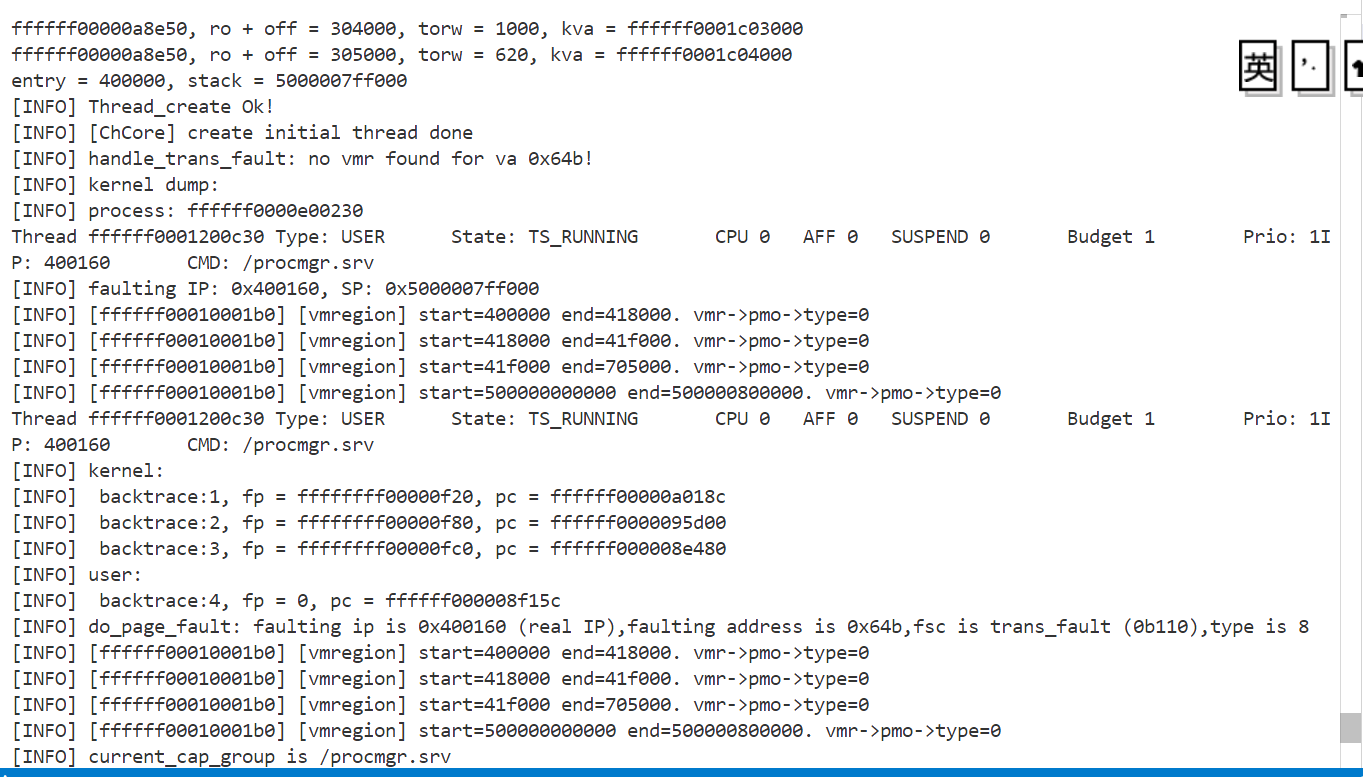 ffffff00000a8e50, ro + off = 304000, torw = 1000, kva = ffffff0001c03000
ffffff00000a8e50, ro + off = 305000, torw = 620, kva = ffffff0001c04000
entry = 400000, stack = 5000007ff000
[INFO] Thread_create Ok!
[INFO] [ChCore] create initial thread done
[INFO] handle_trans_fault: no vmr found for va 0x64b!
[INFO] kernel dump:
[INFO] process: ffffff0000e00230
Thread ffffff0001200c30 Type: USER      State: TS_RUNNING       CPU 0   AFF 0   SUSPEND 0       Budget 1        Prio: 1I
P: 400160       CMD: /procmgr.srv
[INFO] faulting IP: 0x400160, SP: 0x5000007ff000
[INFO] [ffffff00010001b0] [vmregion] start=400000 end=418000. vmr->pmo->type=0
[INFO] [ffffff00010001b0] [vmregion] start=418000 end=41f000. vmr->pmo->type=0
[INFO] [ffffff00010001b0] [vmregion] start=41f000 end=705000. vmr->pmo->type=0
[INFO] [ffffff00010001b0] [vmregion] start=500000000000 end=500000800000. vmr->pmo->type=0
Thread ffffff0001200c30 Type: USER      State: TS_RUNNING       CPU 0   AFF 0   SUSPEND 0       Budget 1        Prio: 1I
P: 400160       CMD: /procmgr.srv
[INFO] kernel:
[INFO]  backtrace:1, fp = ffffffff00000f20, pc = ffffff00000a018c
[INFO]  backtrace:2, fp = ffffffff00000f80, pc = ffffff0000095d00
[INFO]  backtrace:3, fp = ffffffff00000fc0, pc = ffffff000008e480
[INFO] user:
[INFO]  backtrace:4, fp = 0, pc = ffffff000008f15c
[INFO] do_page_fault: faulting ip is 0x400160 (real IP),faulting address is 0x64b,fsc is trans_fault (0b110),type is 8
[INFO] [ffffff00010001b0] [vmregion] start=400000 end=418000. vmr->pmo->type=0
[INFO] [ffffff00010001b0] [vmregion] start=418000 end=41f000. vmr->pmo->type=0
[INFO] [ffffff00010001b0] [vmregion] start=41f000 end=705000. vmr->pmo->type=0
[INFO] [ffffff00010001b0] [vmregion] start=500000000000 end=500000800000. vmr->pmo->type=0
[INFO] current_cap_group is /procmgr.srv
英